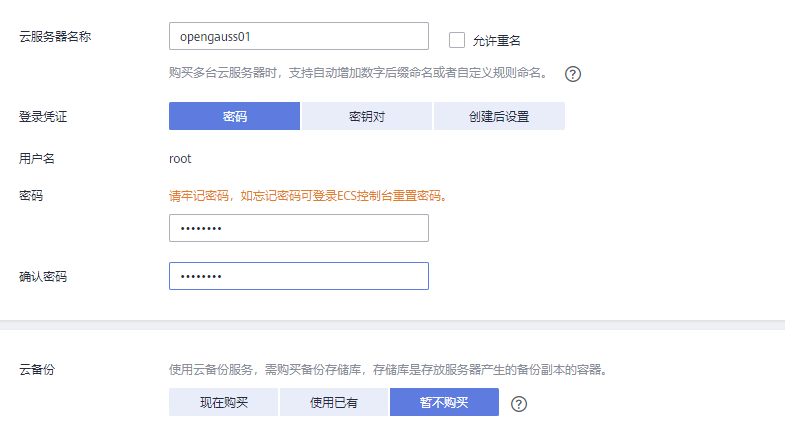 云服务器名称 opengauss01 允许重名
购买多台云服务器时，支持自动增加数字后缀命名或者自定义规则命名。 ?
登录凭证 密码 密钥对 创建后设置
用户名 root
密码 请牢记密码，如忘记密码可登录ECS控制台重置密码。
••••••••
确认密码 ••••••••
云备份 使用云备份服务，需购买备份存储库，存储库是存放服务器产生的备份副本的容器。
现在购买 使用已有 暂不购买 ?